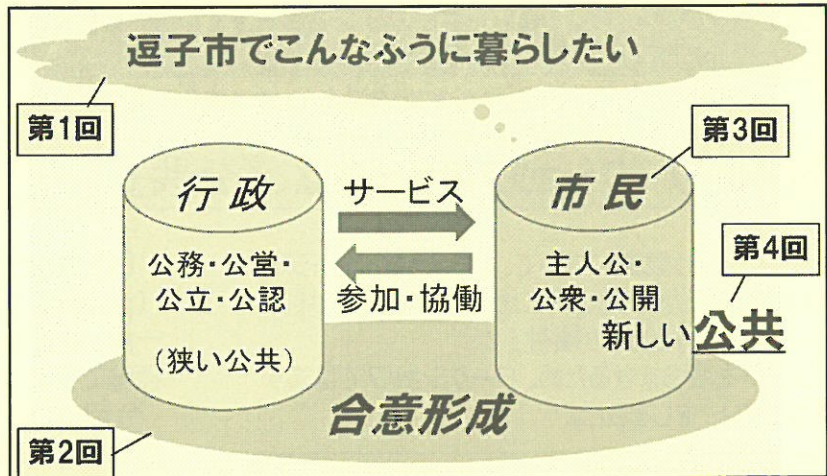 逗子市でこんなふうに暮らしたい
第1回
第3回
行政
サービス
市民
第4回
公務・公営・
公立・公認
参加・協働
主人公・
公衆・公開
新しい公共
(狭い公共)
合意形成
第2回